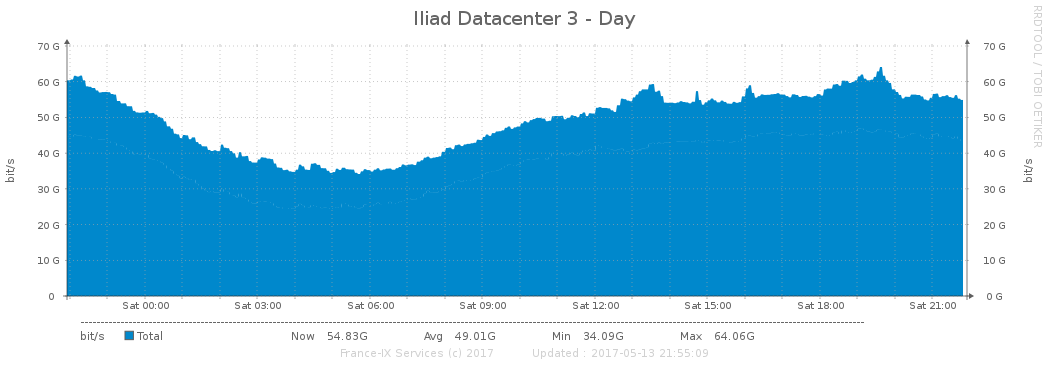 Iliad Datacenter 3 - Day
RRDTOOL / TOBI OETIKER
bit/s
70 G 70 G
60 G 60 G
50 G 50 G
40 G 40 G
30 G 30 G
20 G 20 G
10 G 10 G
0 0 G
bit/s
Sat 00:00 Sat 03:00 Sat 06:00 Sat 09:00 Sat 12:00 Sat 15:00 Sat 18:00 Sat 21:00
bit/s Total Now 54.83G Avg 49.01G Min 34.09G Max 64.06G
France-IX Services (c) 2017 Updated : 2017-05-13 21:55:09